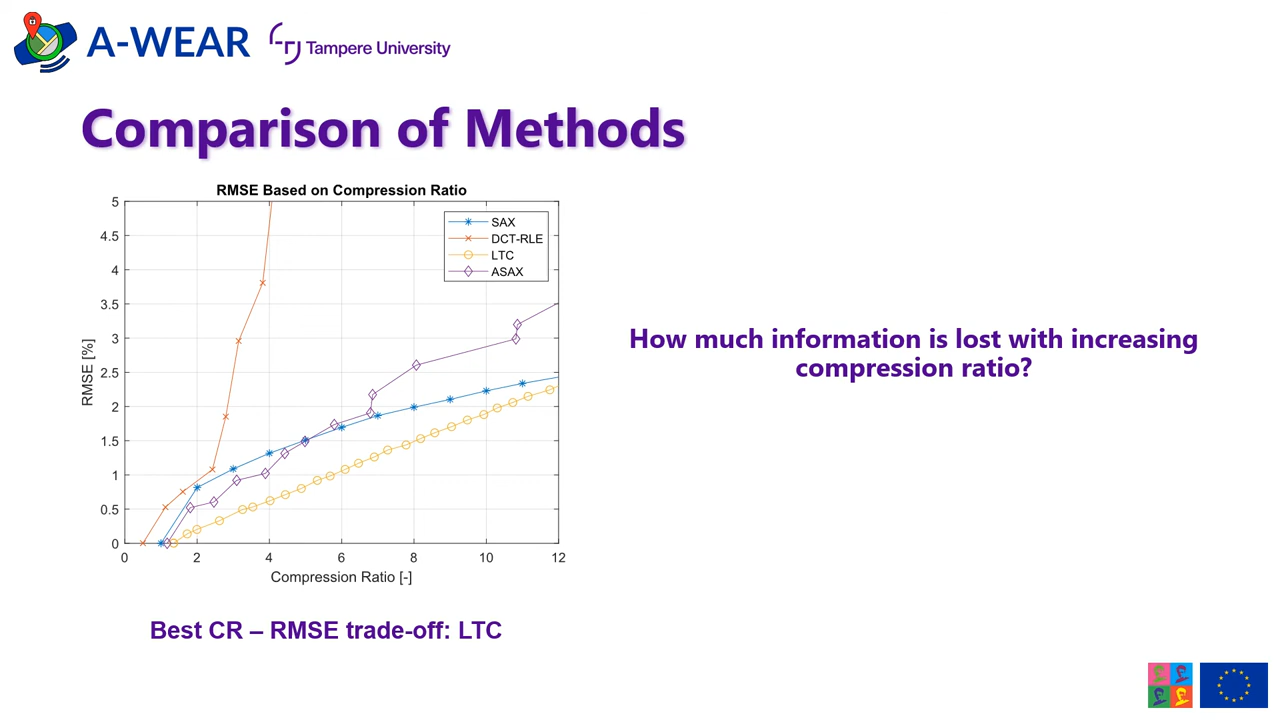 A-WEAR
Tampere University
Comparison of Methods
RMSE Based on Compression Ratio
5
4.5
4
3.5
3
2.5
2
1.5
1
0.5
0
RMSE [%]
SAX
DCT-RLE
LTC
ASAX
0 2 4 6 8 10 12
Compression Ratio [-]
How much information is lost with increasing
compression ratio?
Best CR – RMSE trade-off: LTC